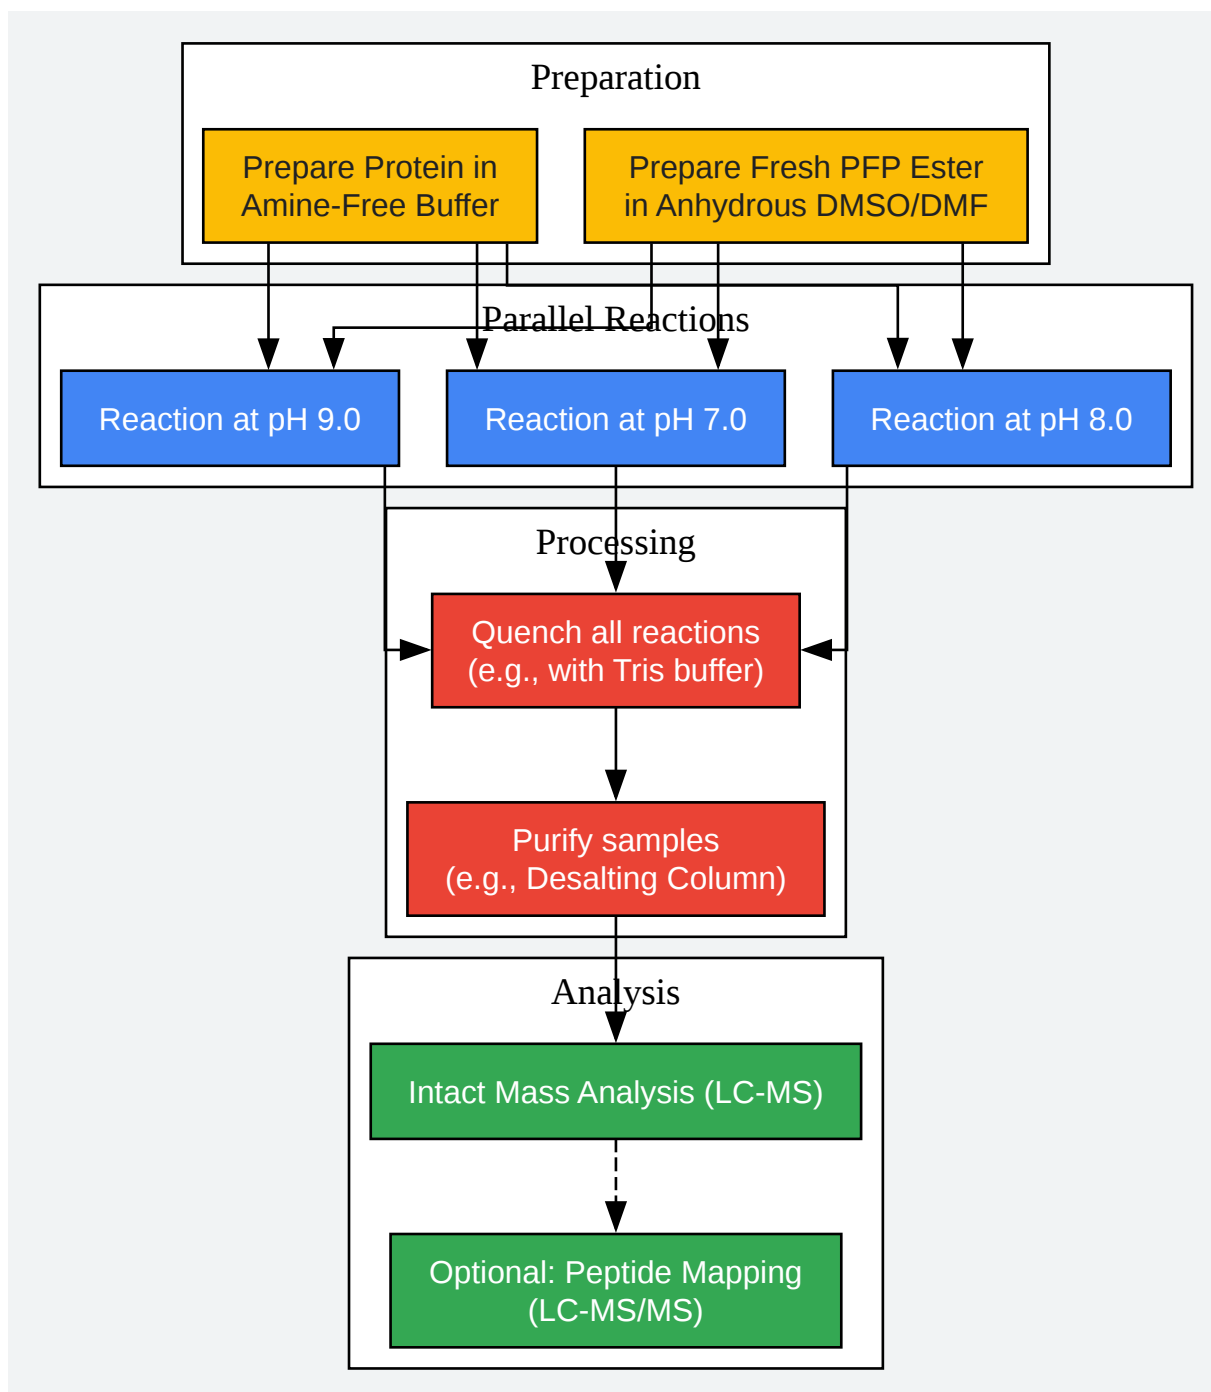 Preparation
Prepare Protein in
Amine-Free Buffer
Prepare Fresh PFP Ester
in Anhydrous DMSO/DMF
Parallel Reactions
Reaction at pH 9.0
Reaction at pH 7.0
Reaction at pH 8.0
Processing
Quench all reactions
(e.g., with Tris buffer)
Purify samples
(e.g., Desalting Column)
Analysis
Intact Mass Analysis (LC-MS)
Optional: Peptide Mapping
(LC-MS/MS)